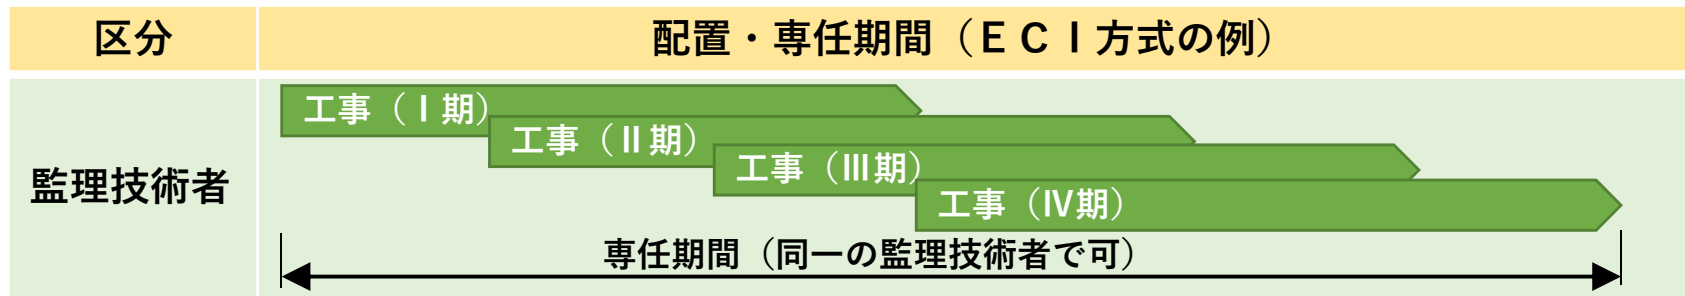 区分
配置・専任期間（ＥＣＩ方式の例）
監理技術者
工事（Ⅰ期）
工事（Ⅱ期）
工事（Ⅲ期）
工事（Ⅳ期）
専任期間（同一の監理技術者で可）